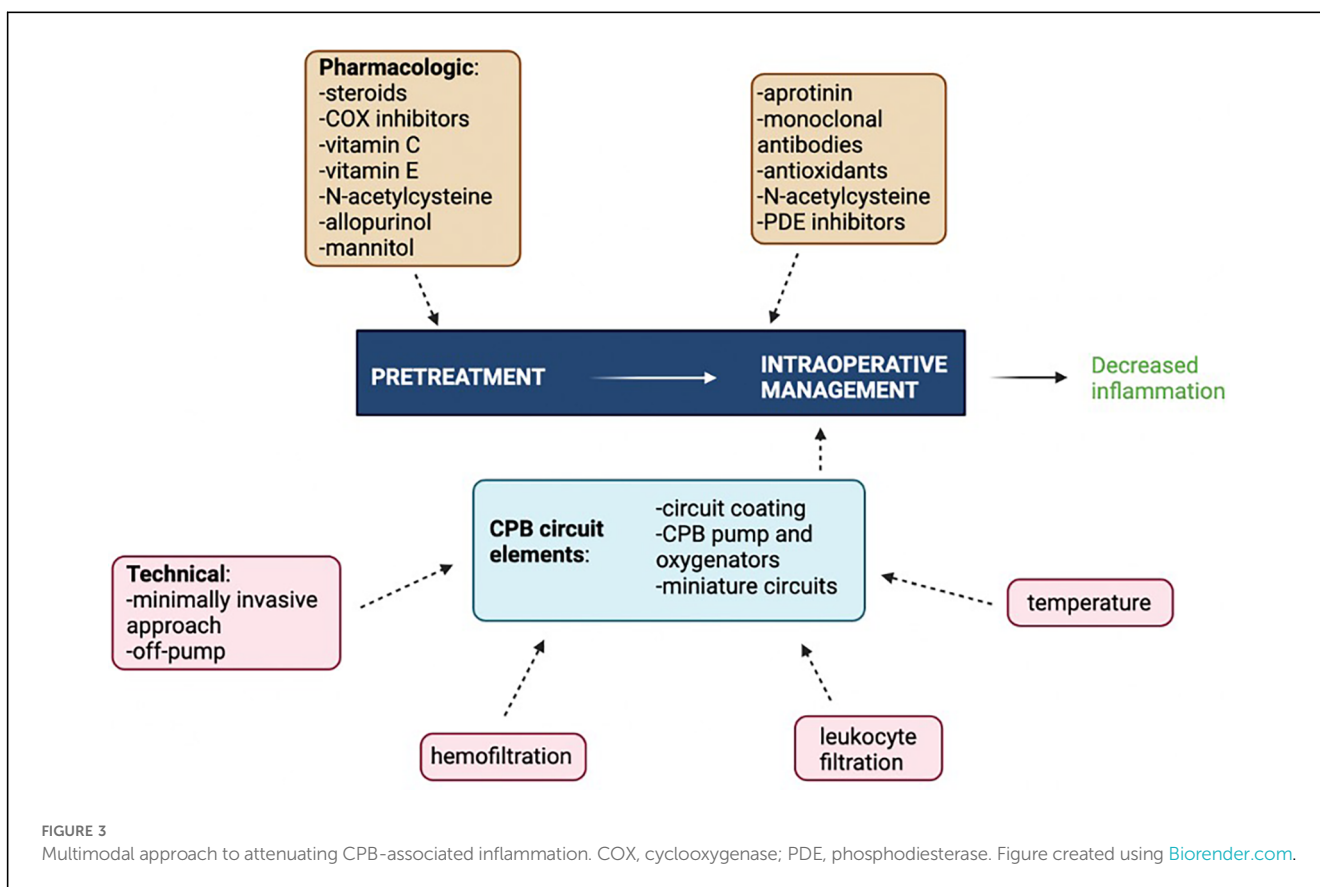 Pharmacologic:
-steroids
-COX inhibitors
-vitamin C
-vitamin E
-N-acetylcysteine
-allopurinol
-mannitol
-aprotinin
-monoclonal
antibodies
-antioxidants
-N-acetylcysteine
-PDE inhibitors
PRETREATMENT
INTRAOPERATIVE
MANAGEMENT
Decreased
inflammation
CPB circuit
elements:
-circuit coating
-CPB pump and
oxygenators
-miniature circuits
Technical:
-minimally invasive
approach
-off-pump
temperature
hemofiltration
leukocyte
filtration
FIGURE 3
Multimodal approach to attenuating CPB-associated inflammation. COX, cyclooxygenase; PDE, phosphodiesterase. Figure created using Biorender.com.